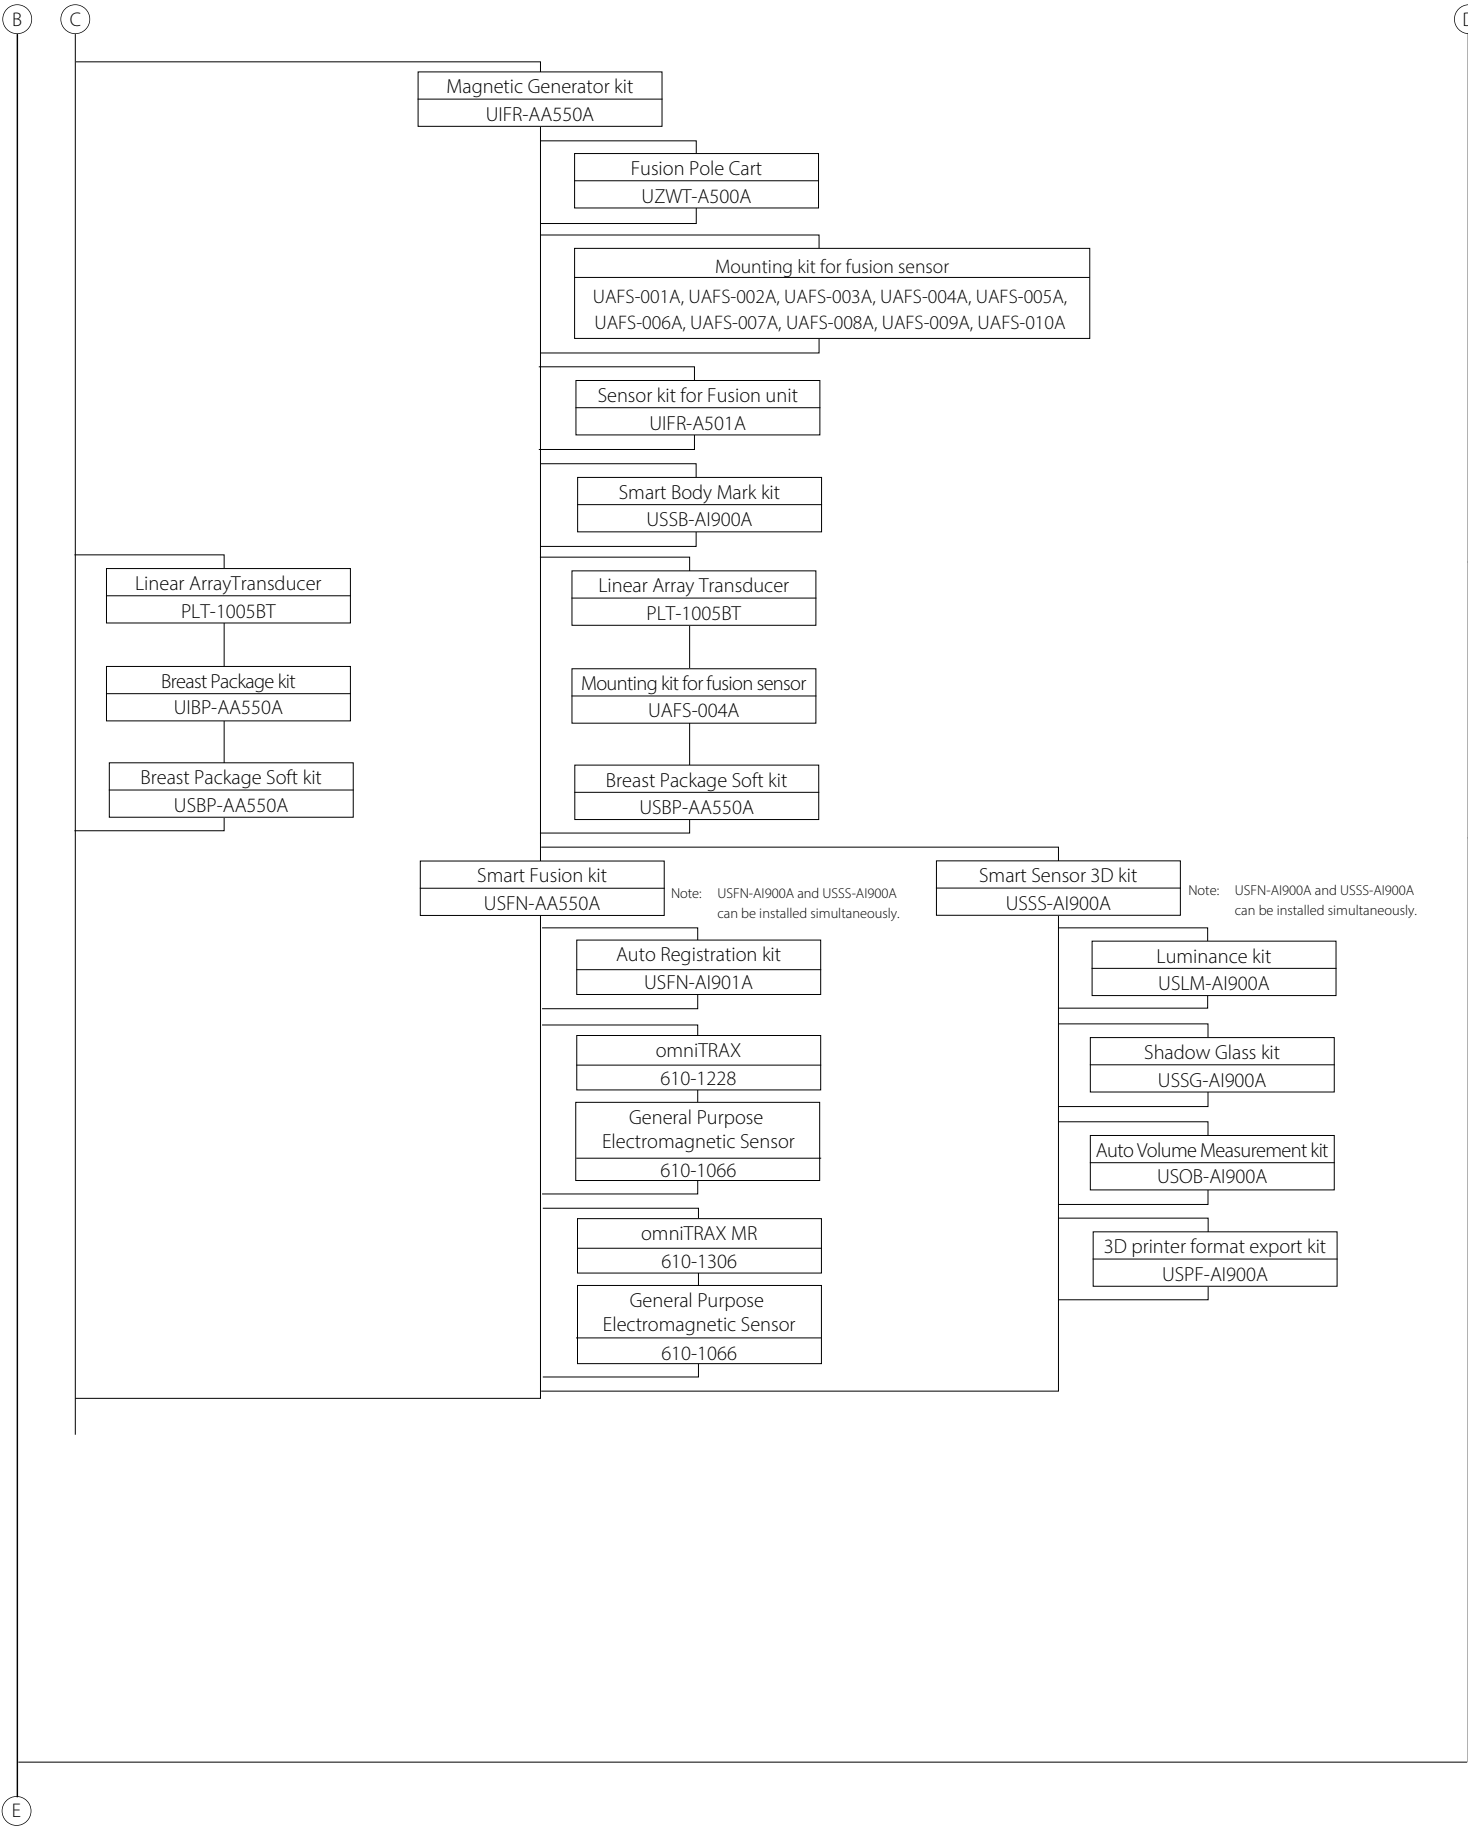 B
C
D
Magnetic Generator kit
UIFR-AA550A
Fusion Pole Cart
UZWT-A500A
Mounting kit for fusion sensor
UAFS-001A, UAFS-002A, UAFS-003A, UAFS-004A, UAFS-005A,
UAFS-006A, UAFS-007A, UAFS-008A, UAFS-009A, UAFS-010A
Sensor kit for Fusion unit
UIFR-A501A
Smart Body Mark kit
USSB-AI900A
Linear ArrayTransducer
PLT-1005BT
Breast Package kit
UIBP-AA550A
Breast Package Soft kit
USBP-AA550A
Linear Array Transducer
PLT-1005BT
Mounting kit for fusion sensor
UAFS-004A
Breast Package Soft kit
USBP-AA550A
Smart Fusion kit
USFN-AA550A
Note: USFN-AI900A and USSS-AI900A
can be installed simultaneously.
Auto Registration kit
USFN-AI901A
omniTRAX
610-1228
General Purpose
Electromagnetic Sensor
610-1066
omniTRAX MR
610-1306
General Purpose
Electromagnetic Sensor
610-1066
Smart Sensor 3D kit
USSS-AI900A
Note: USFN-AI900A and USSS-AI900A
can be installed simultaneously.
Luminance kit
USLM-AI900A
Shadow Glass kit
USSG-AI900A
Auto Volume Measurement kit
USOB-AI900A
3D printer format export kit
USPF-AI900A
E